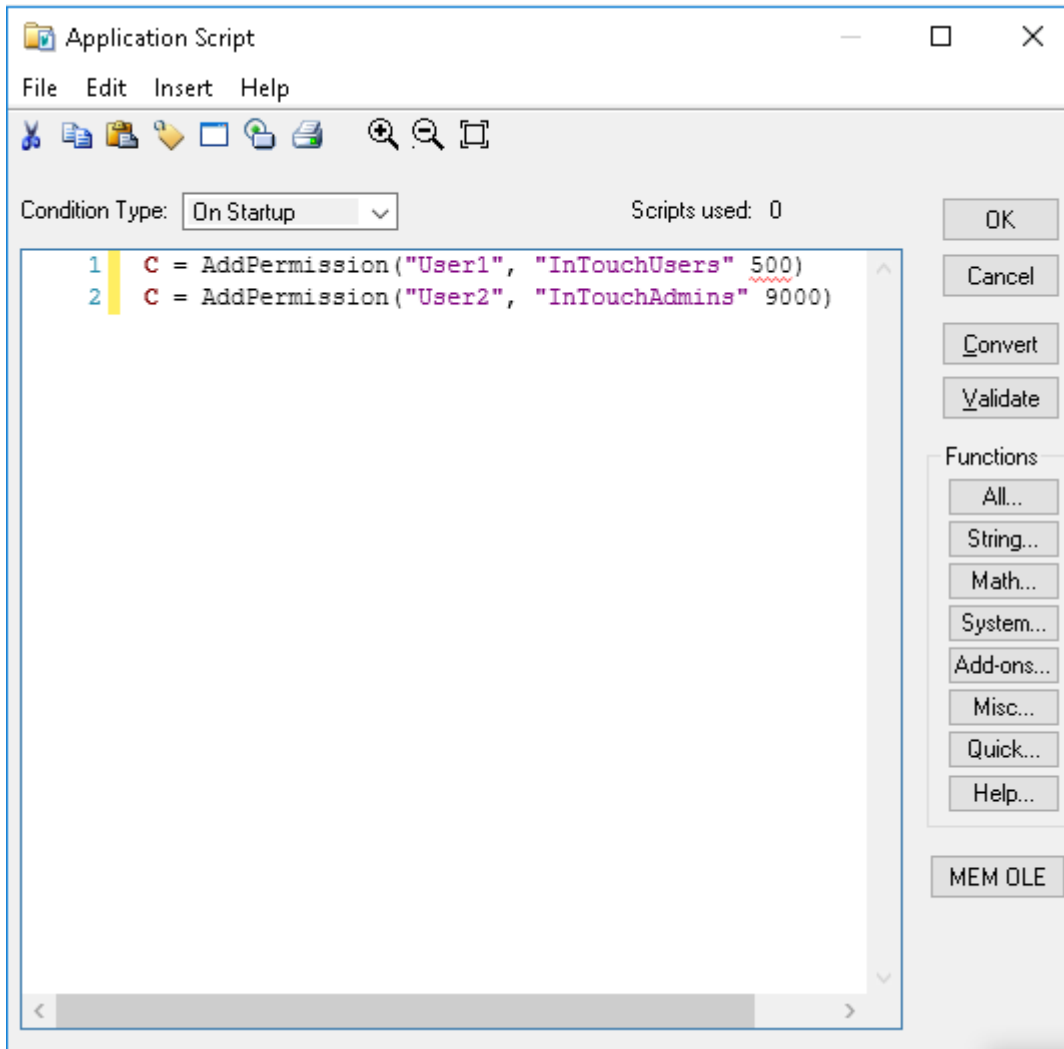 Application Script
File Edit Insert Help
Condition Type: On Startup Scripts used: 0
OK
1 C = AddPermission("User1", "InTouchUsers" 500)
2 C = AddPermission("User2", "InTouchAdmins" 9000)
Cancel
Convert
Validate
Functions
All...
String...
Math...
System...
Add-ons...
Misc...
Quick...
Help...
MEM OLE